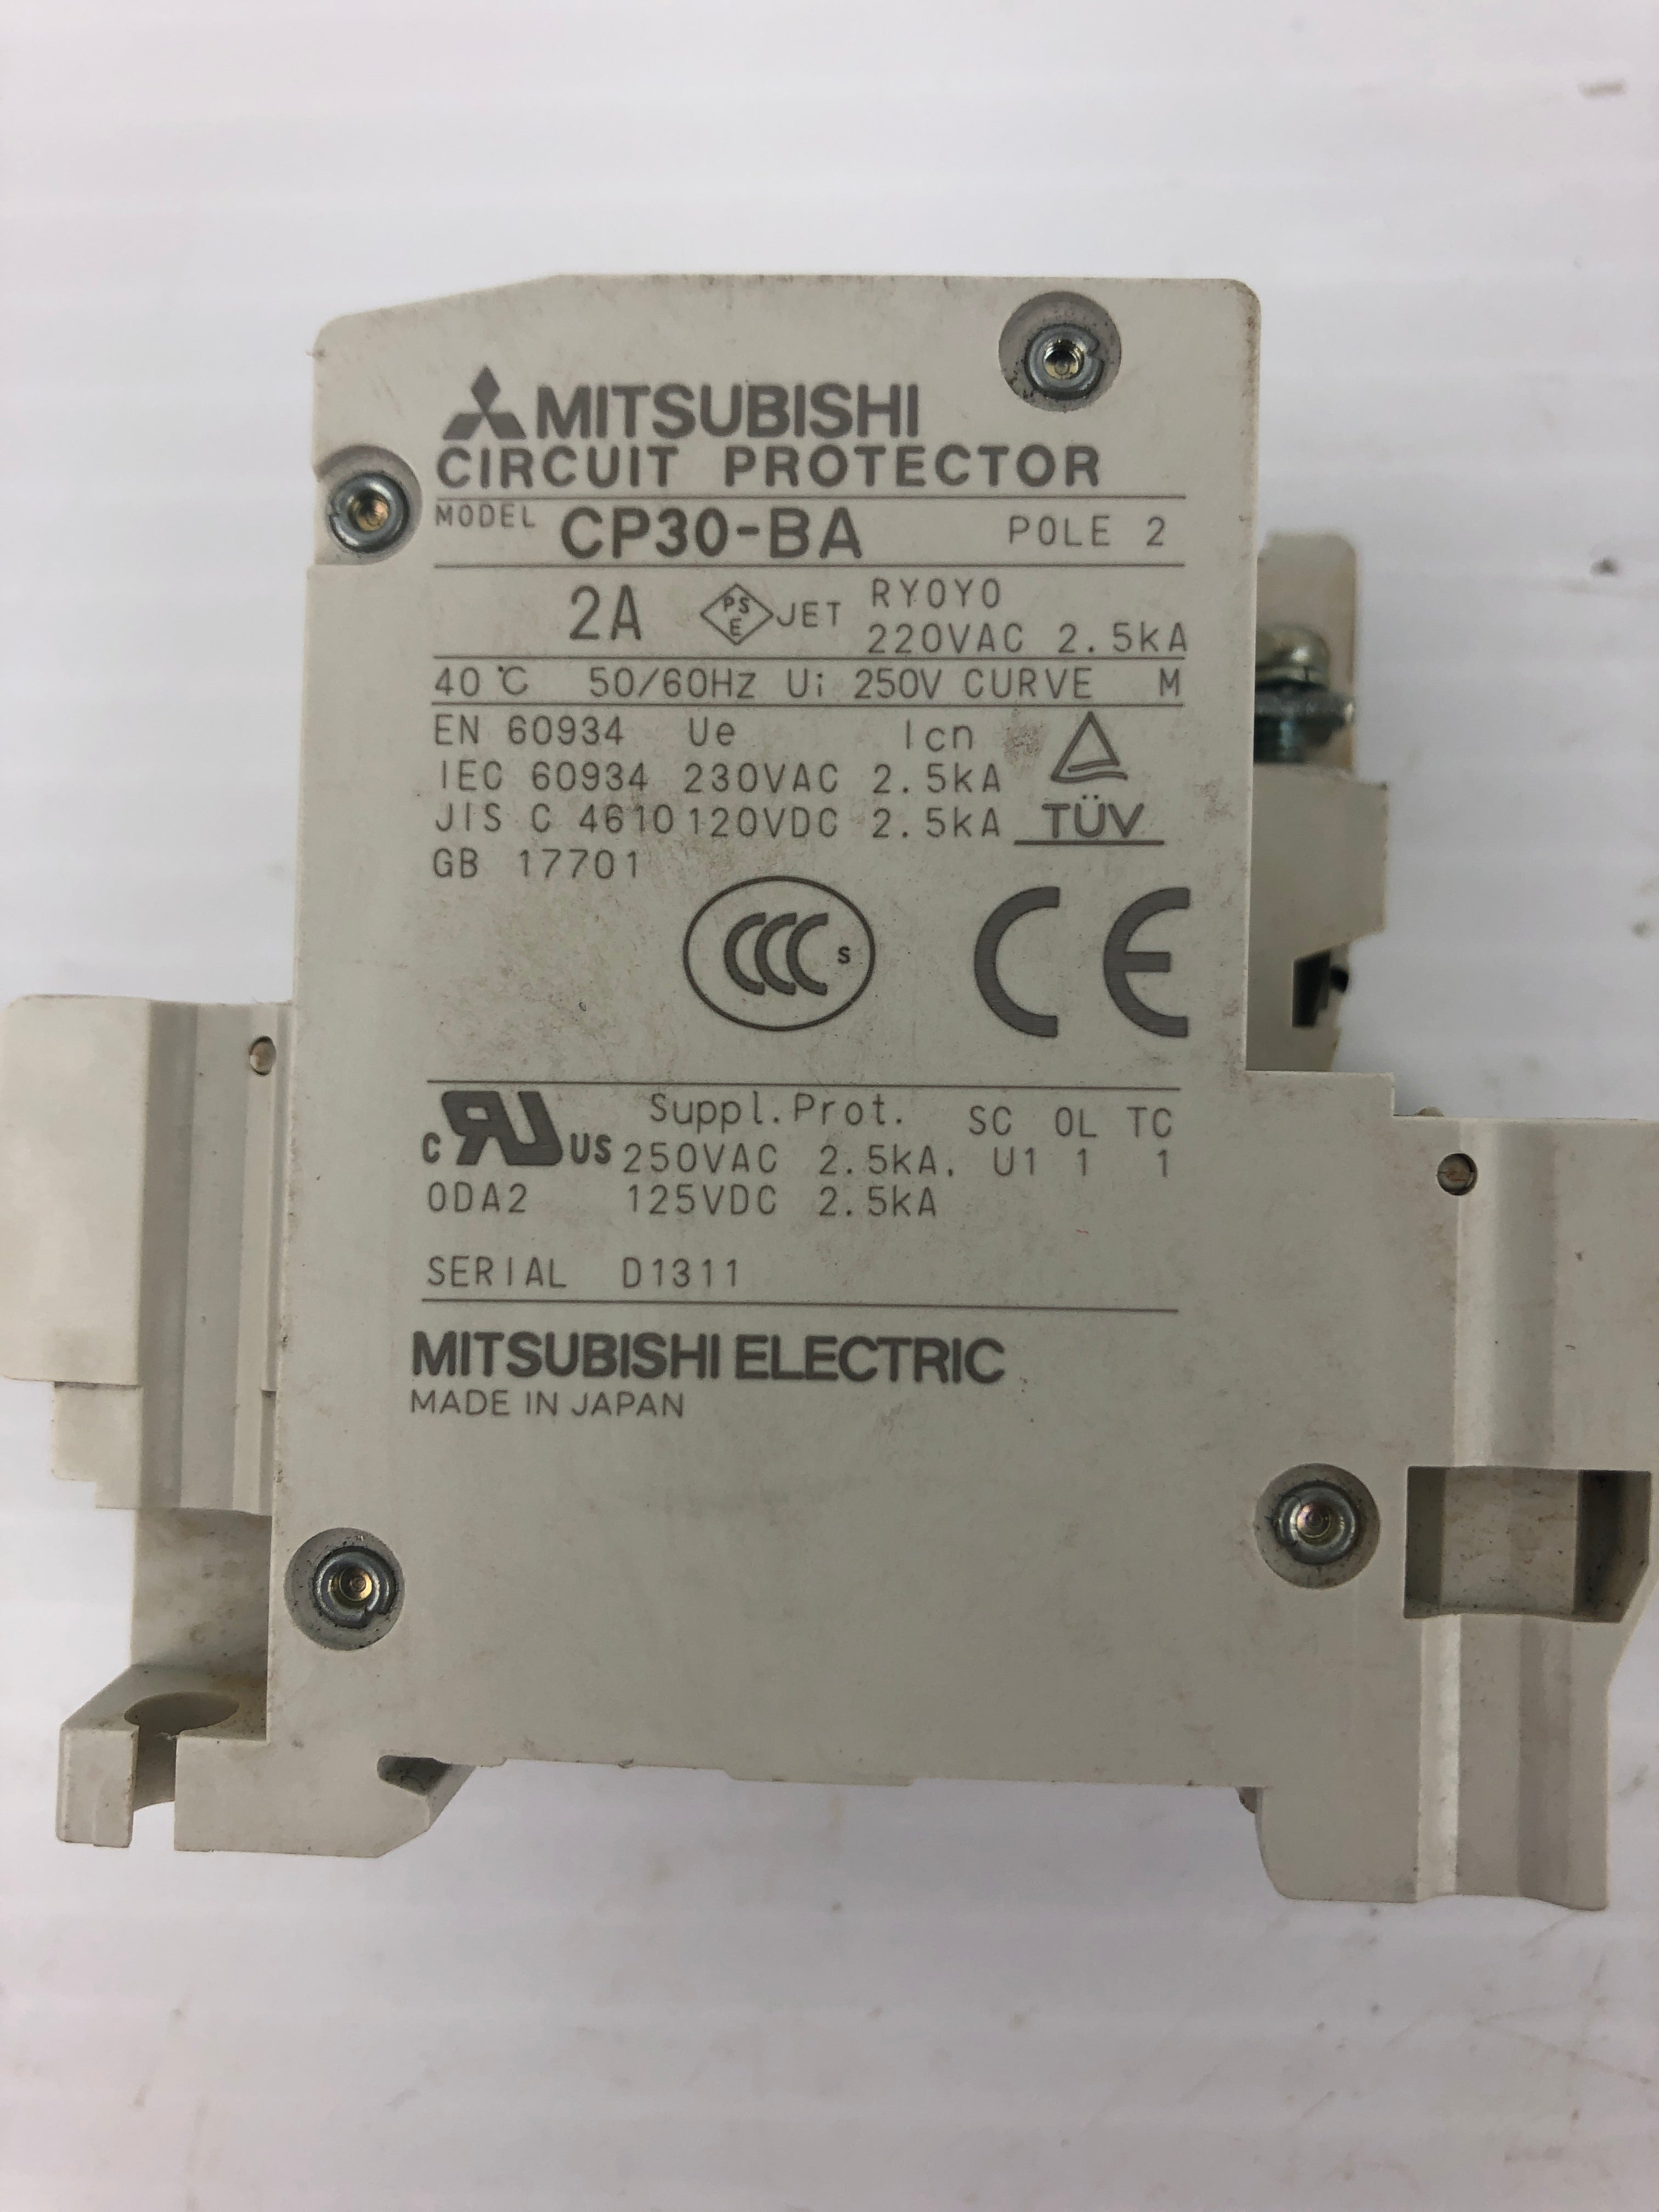 MITSUBISHI
CIRCUIT PROTECTOR
MODEL CP30-BA POLE 2
2A PS E JET RYOYO
220VAC 2.5kA
40℃ 50/60Hz Ui 250V CURVE M
EN 60934 Ue Icn
IEC 60934 230VAC 2.5kA
JIS C 4610 120VDC 2.5kA TÜV
GB 17701
CCC S CE
Suppl.Prot. SC OL TC
c RU US 250VAC 2.5kA, U1 1 1
ODA2 125VDC 2.5kA
SERIAL D1311
MITSUBISHI ELECTRIC
MADE IN JAPAN